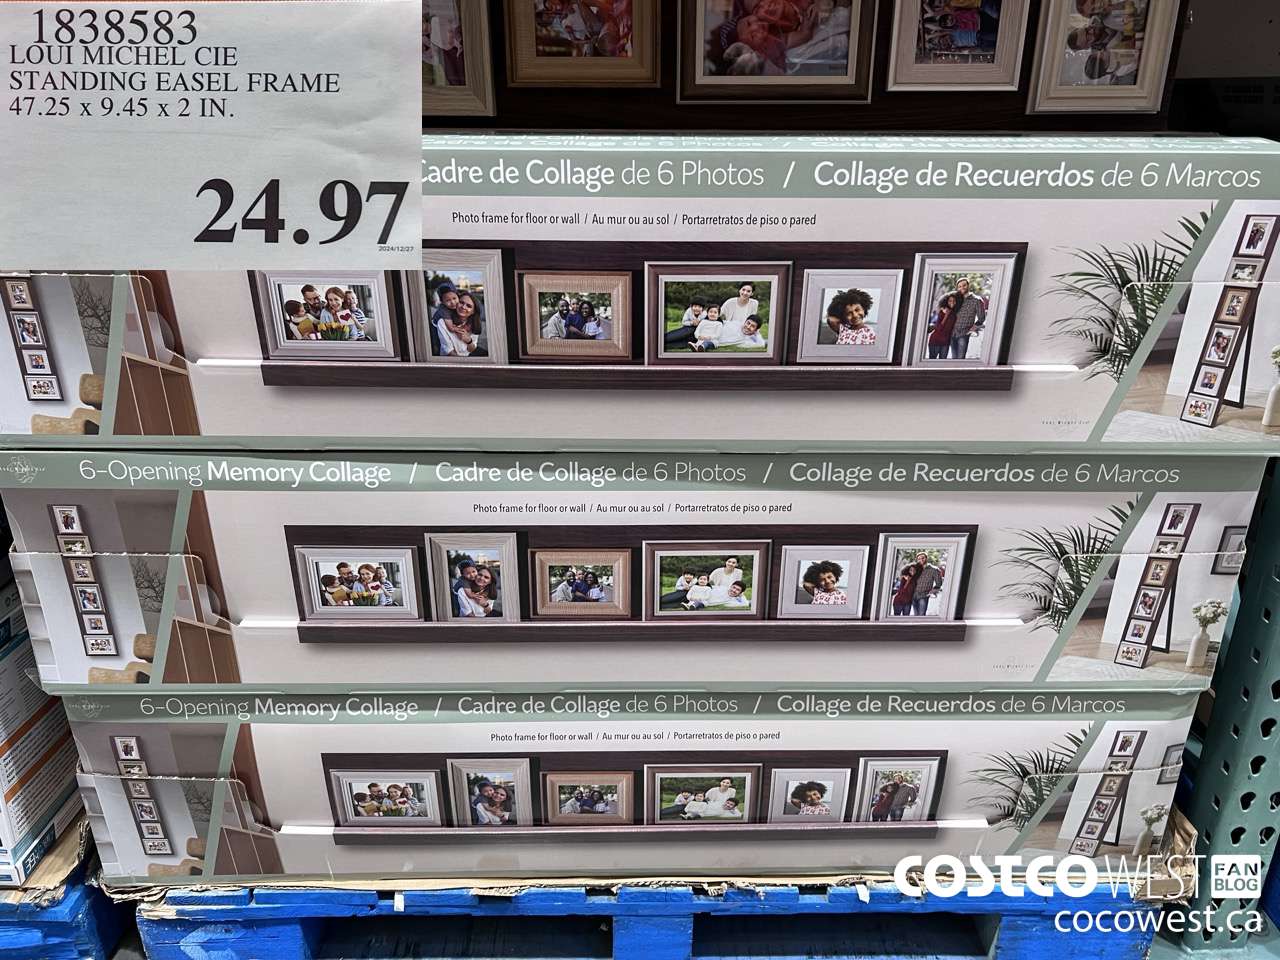 1838583
LOUI MICHEL CIE
STANDING EASEL FRAME
47.25 x 9.45 x 2 IN.
24.97
2024/12/27
Cadre de Collage de 6 Photos / Collage de Recuerdos de 6 Marcos
Photo frame for floor or wall / Au mur ou au sol / Portarretratos de piso o pared
6-Opening Memory Collage / Cadre de Collage de 6 Photos / Collage de Recuerdos de 6 Marcos
Photo frame for floor or wall / Au mur ou au sol / Portarretratos de piso o pared
6-Opening Memory Collage / Cadre de Collage de 6 Photos / Collage de Recuerdos de 6 Marcos
Photo frame for floor or wall / Au mur ou au sol / Portarretratos de piso o pared
COSTCO WEST FAN BLOG
cocowest.ca